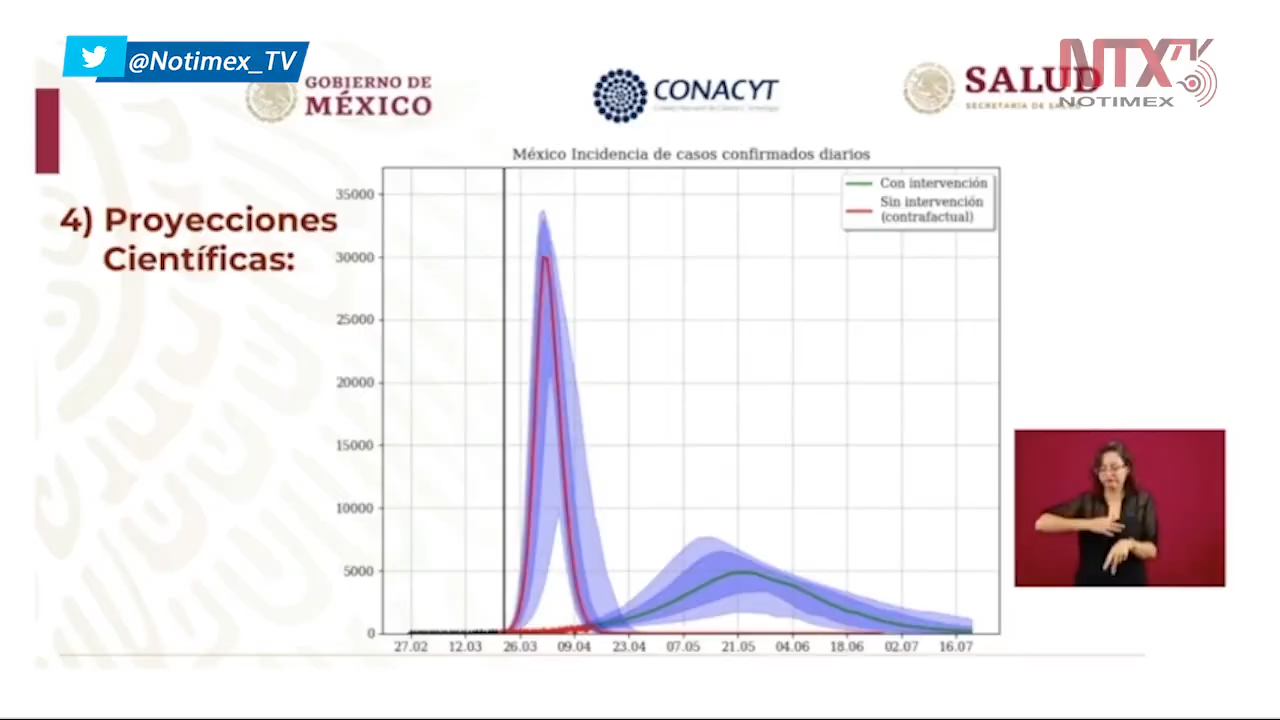 @Notimex_TV
GOBIERNO DE
MÉXICO
CONACYT
SALUD
NTX
NOTIMEX
4) Proyecciones
Científicas:
México Incidencia de casos confirmados diarios
Con intervención
Sin intervención
(contrafactual)
35000
30000
25000
20000
15000
10000
5000
0
27.02 12.03 26.03 09.04 23.04 07.05 21.05 04.06 18.06 02.07 16.07